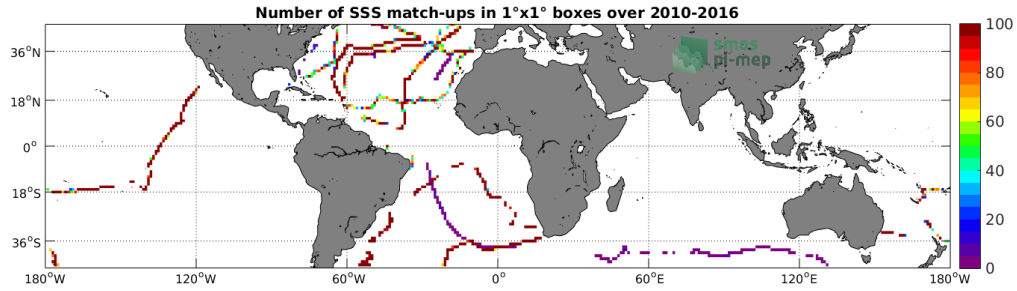 Number of SSS match-ups in 1°x1° boxes over 2010-2016
smos
pi-mep
36°N
18°N
0°
18°S
36°S
180°W
120°W
60°W
0°
60°E
120°E
180°W
100
80
60
40
20
0